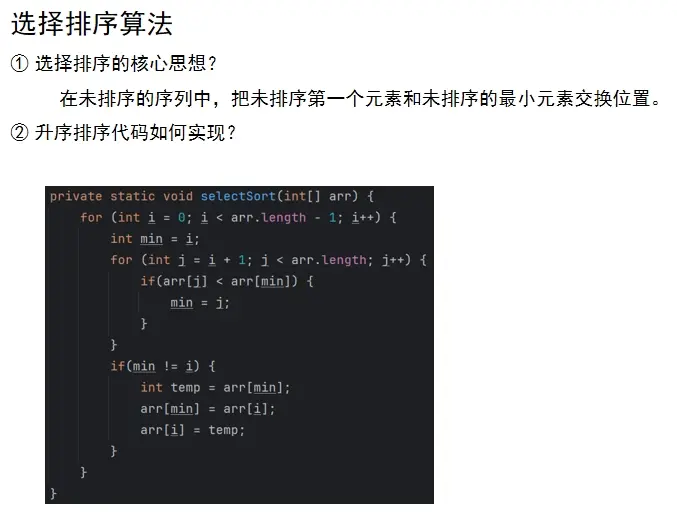 选择排序算法
① 选择排序的核心思想？
在未排序的序列中，把未排序第一个元素和未排序的最小元素交换位置。
② 升序排序代码如何实现？
private static void selectSort(int[] arr) {
    for (int i = 0; i < arr.length - 1; i++) {
        int min = i;
        for (int j = i + 1; j < arr.length; j++) {
            if(arr[j] < arr[min]) {
                min = j;
            }
        }
        if(min != i) {
            int temp = arr[min];
            arr[min] = arr[i];
            arr[i] = temp;
        }
    }
}